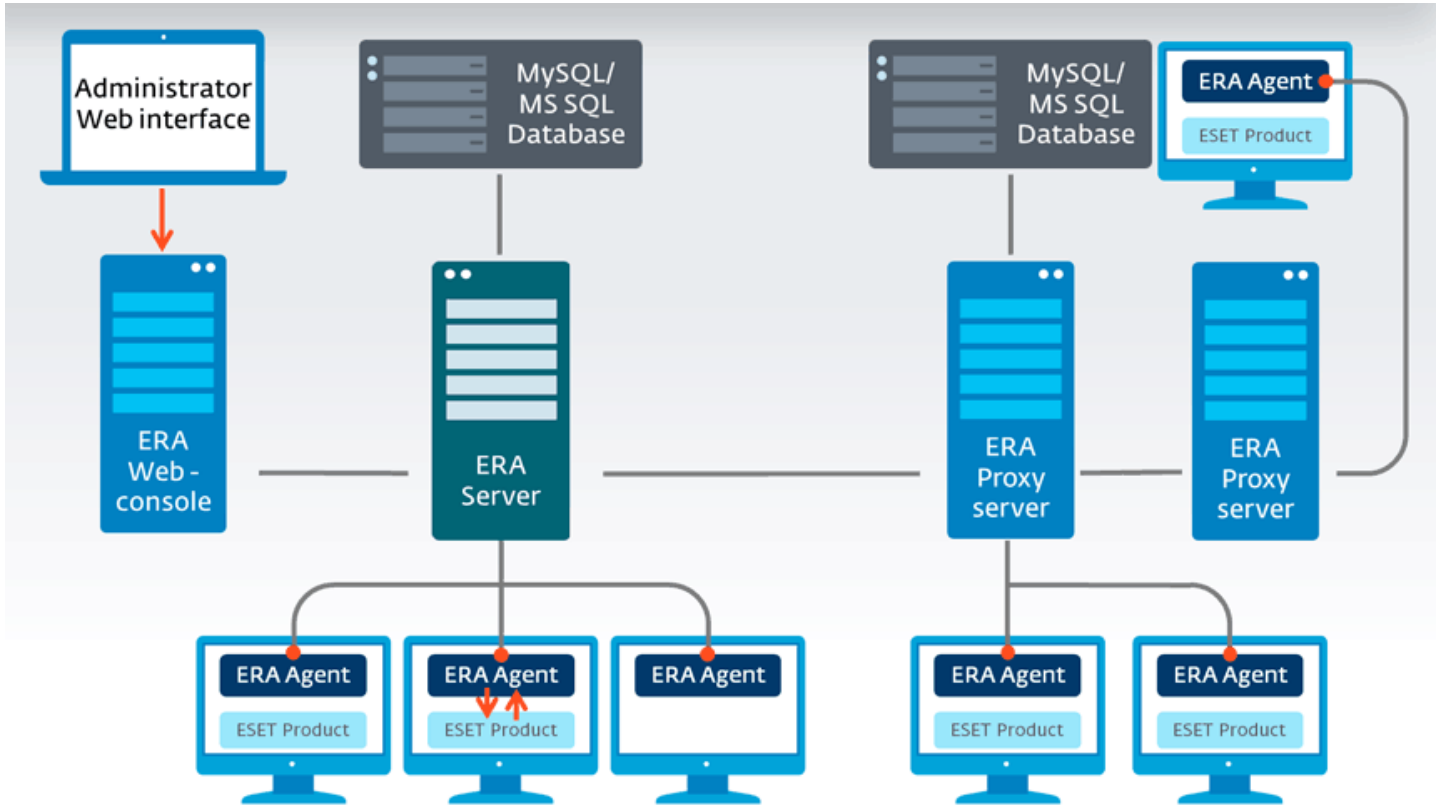 Administrator
Web interface
MySQL/
MS SQL
Database
MySQL/
MS SQL
Database
ERA Agent
ESET Product
ERA
Web -
console
ERA
Server
ERA
Proxy
server
ERA
Proxy
server
ERA Agent
ESET Product
ERA Agent
ESET Product
ERA Agent
ERA Agent
ESET Product
ERA Agent
ESET Product